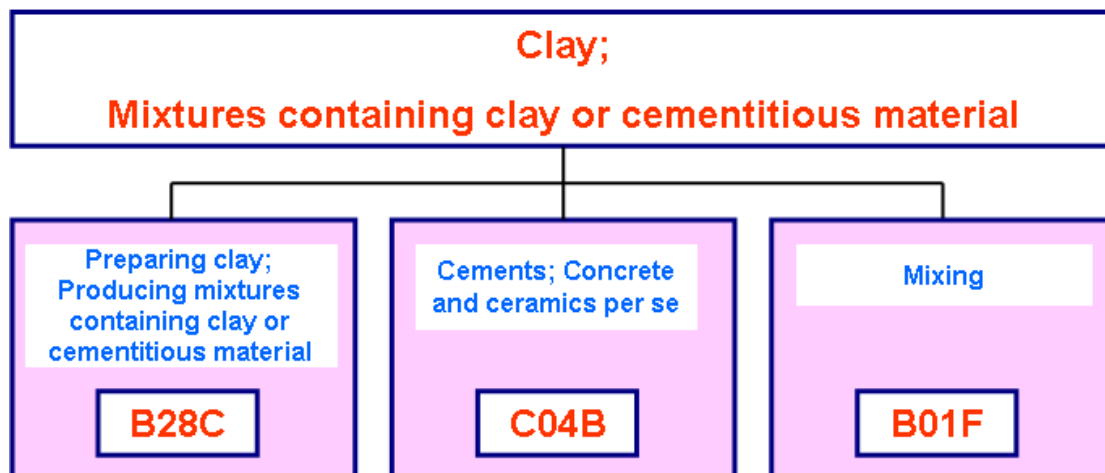 Clay;
Mixtures containing clay or cementitious material
Preparing clay;
Producing mixtures
containing clay or
cementitious material
B28C
Cements; Concrete
and ceramics per se
C04B
Mixing
B01F